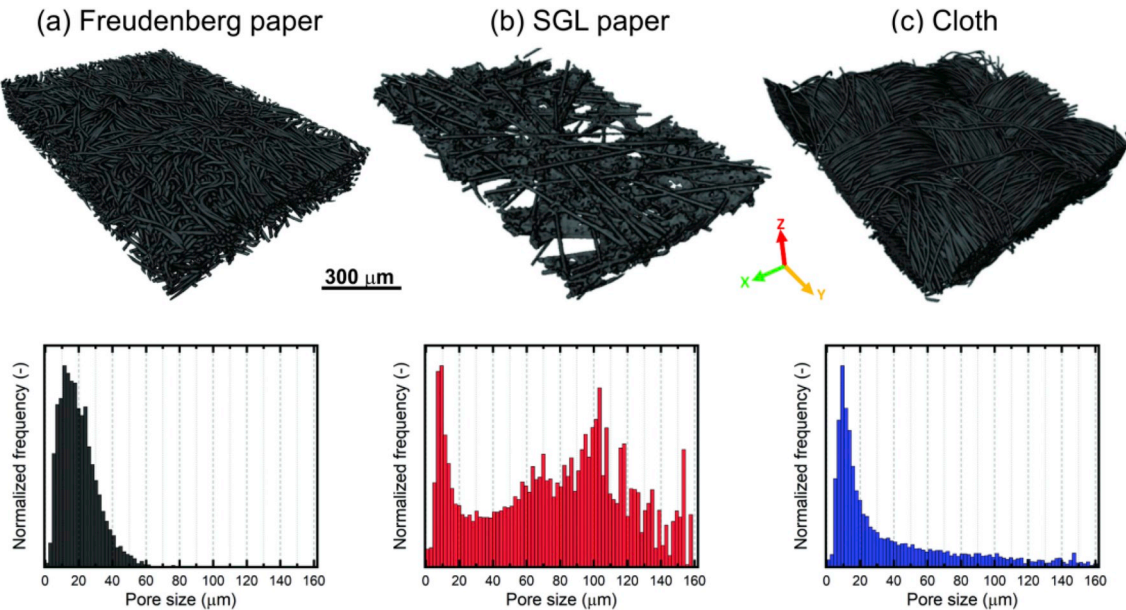 (a) Freudenberg paper
(b) SGL paper
(c) Cloth
300 μm
Z
X
Y
Normalized frequency (-)
0 20 40 60 80 100 120 140 160
Pore size (μm)
Normalized frequency (-)
0 20 40 60 80 100 120 140 160
Pore size (μm)
Normalized frequency (-)
0 20 40 60 80 100 120 140 160
Pore size (μm)